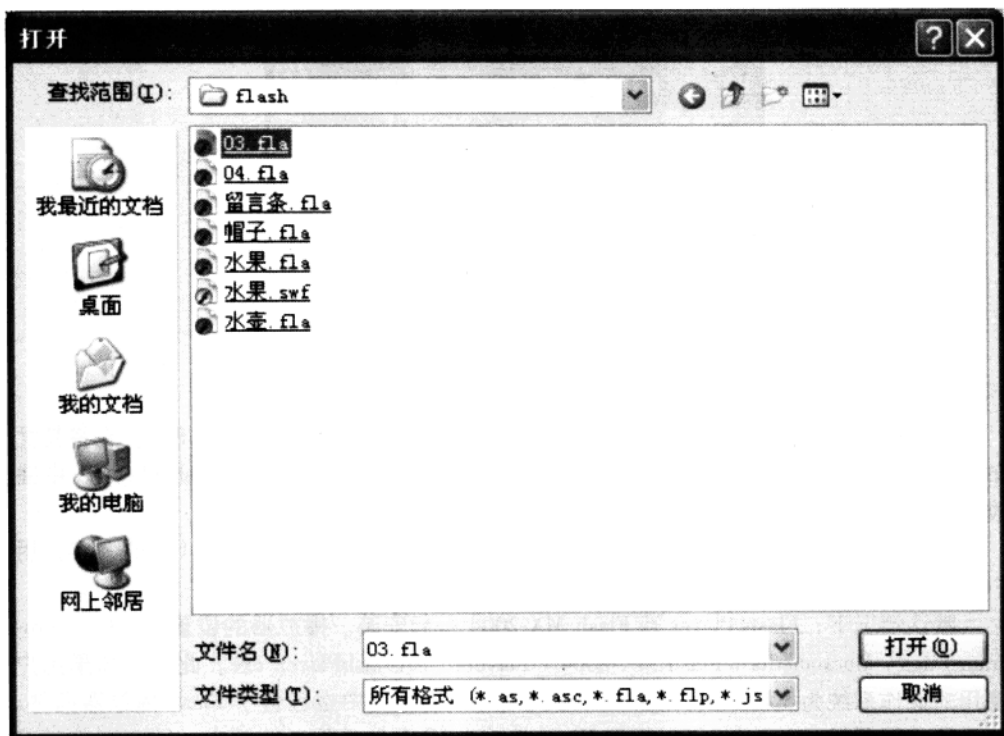 打开
查找范围(I):
flash
我最近的文档
桌面
我的文档
我的电脑
网上邻居
03.fla
04.fla
留言条.fla
帽子.fla
水果.fla
水果.swf
水壶.fla
文件名(N):
03.fla
打开(O)
文件类型(T):
所有格式 (*.as,*.asc,*.fla,*.flp,*.js
取消